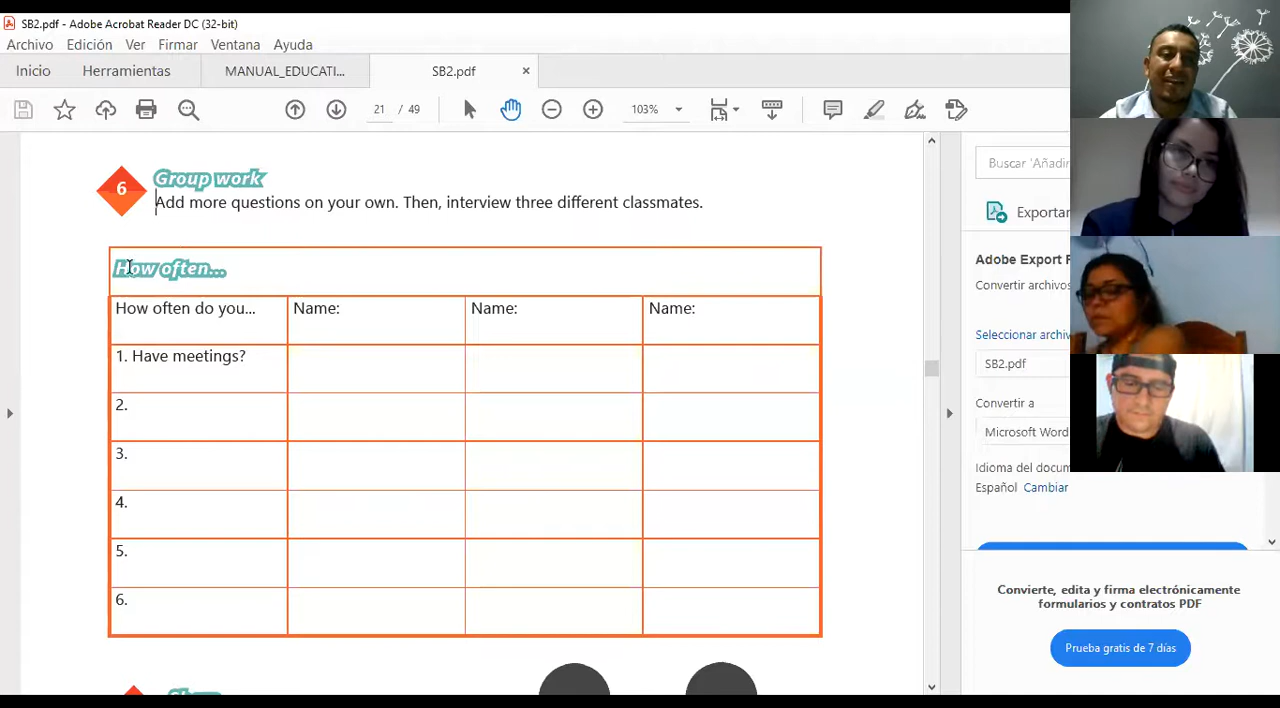 SB2.pdf - Adobe Acrobat Reader DC (32-bit)
Archivo Edición Ver Firmar Ventana Ayuda
Inicio Herramientas MANUAL_EDUCATI... SB2.pdf ×
21 / 49 103%
6 Group work
Add more questions on your own. Then, interview three different classmates.
How often...
How often do you... Name: Name: Name:
1. Have meetings?
2.
3.
4.
5.
6.
Buscar 'Añadir
Exportar
Adobe Export
Convertir archivos
Seleccionar archiv
SB2.pdf
Convertir a
Microsoft Word
Idioma del docum
Español Cambiar
Convierte, edita y firma electrónicamente
formularios y contratos PDF
Prueba gratis de 7 días